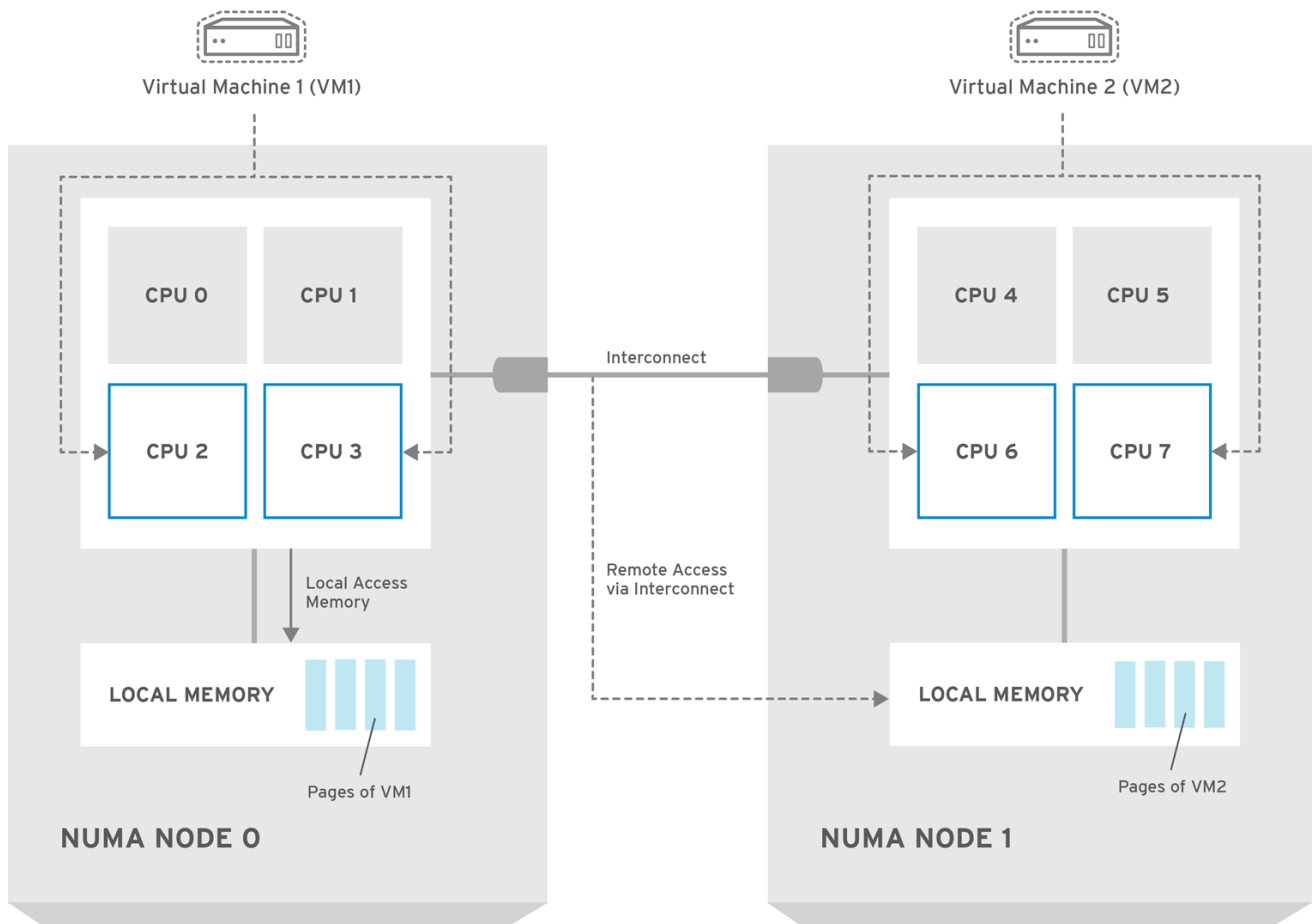 Virtual Machine 1 (VM1)
Virtual Machine 2 (VM2)
CPU 0
CPU 1
CPU 2
CPU 3
Local Access
Memory
LOCAL MEMORY
Pages of VM1
NUMA NODE 0
Interconnect
Remote Access
via Interconnect
CPU 4
CPU 5
CPU 6
CPU 7
LOCAL MEMORY
Pages of VM2
NUMA NODE 1